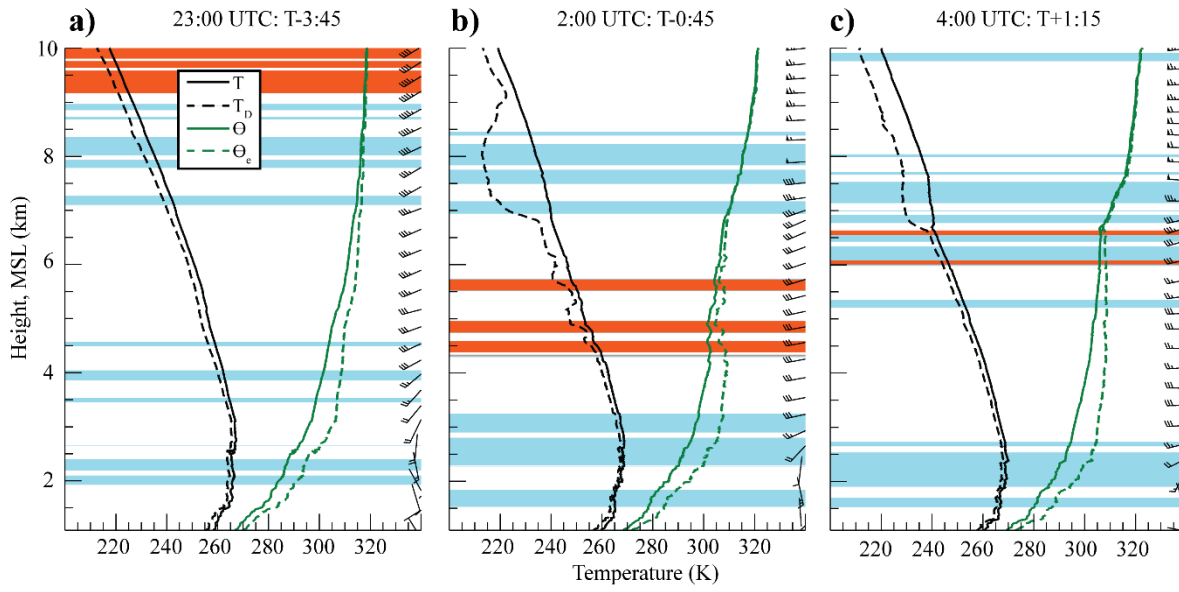 a) 23:00 UTC: T-3:45
b) 2:00 UTC: T-0:45
c) 4:00 UTC: T+1:15
Height, MSL (km)
10
8
6
4
2
T
T_D
Θ
Θ_e
220 240 260 280 300 320
220 240 260 280 300 320
220 240 260 280 300 320
Temperature (K)